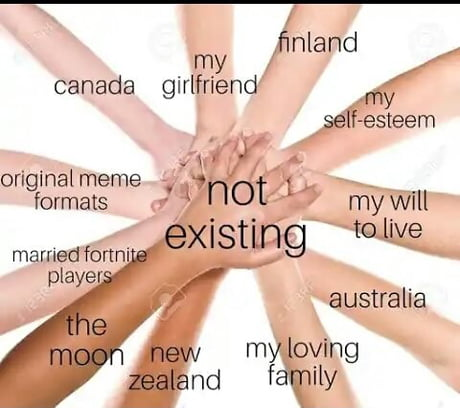 finland
my
girlfriend
canada
my
self-esteem
original meme
formats
not
existing
my will
to live
married fortnite
players
australia
the
moon
new
zealand
my loving
family